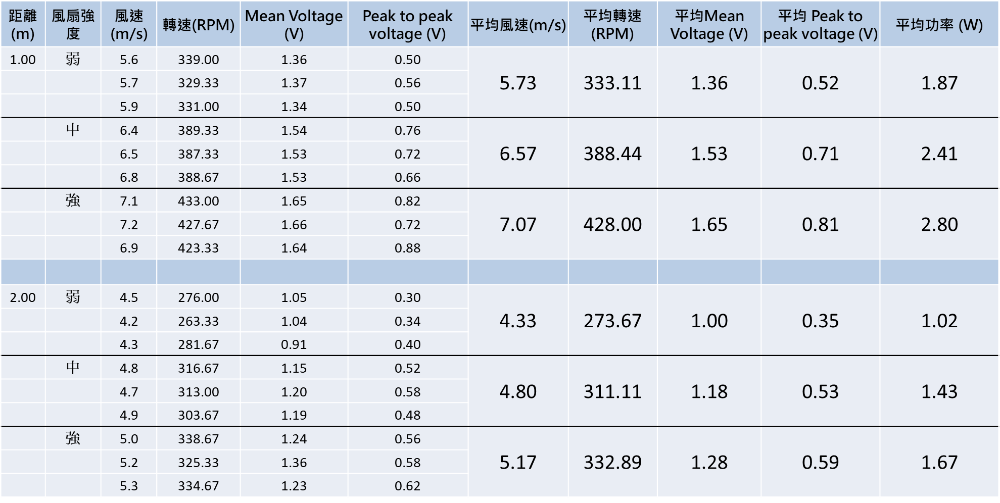 距離 (m) 風扇強度 風速 (m/s) 轉速(RPM) Mean Voltage (V) Peak to peak voltage (V) 平均風速(m/s) 平均轉速 (RPM) 平均Mean Voltage (V) 平均 Peak to peak voltage (V) 平均功率 (W)
1.00 弱 5.6 339.00 1.36 0.50
5.7 329.33 1.37 0.56 5.73 333.11 1.36 0.52 1.87
5.9 331.00 1.34 0.50
中 6.4 389.33 1.54 0.76
6.5 387.33 1.53 0.72 6.57 388.44 1.53 0.71 2.41
6.8 388.67 1.53 0.66
強 7.1 433.00 1.65 0.82
7.2 427.67 1.66 0.72 7.07 428.00 1.65 0.81 2.80
6.9 423.33 1.64 0.88
2.00 弱 4.5 276.00 1.05 0.30
4.2 263.33 1.04 0.34 4.33 273.67 1.00 0.35 1.02
4.3 281.67 0.91 0.40
中 4.8 316.67 1.15 0.52
4.7 313.00 1.20 0.58 4.80 311.11 1.18 0.53 1.43
4.9 303.67 1.19 0.48
強 5.0 338.67 1.24 0.56
5.2 325.33 1.36 0.58 5.17 332.89 1.28 0.59 1.67
5.3 334.67 1.23 0.62